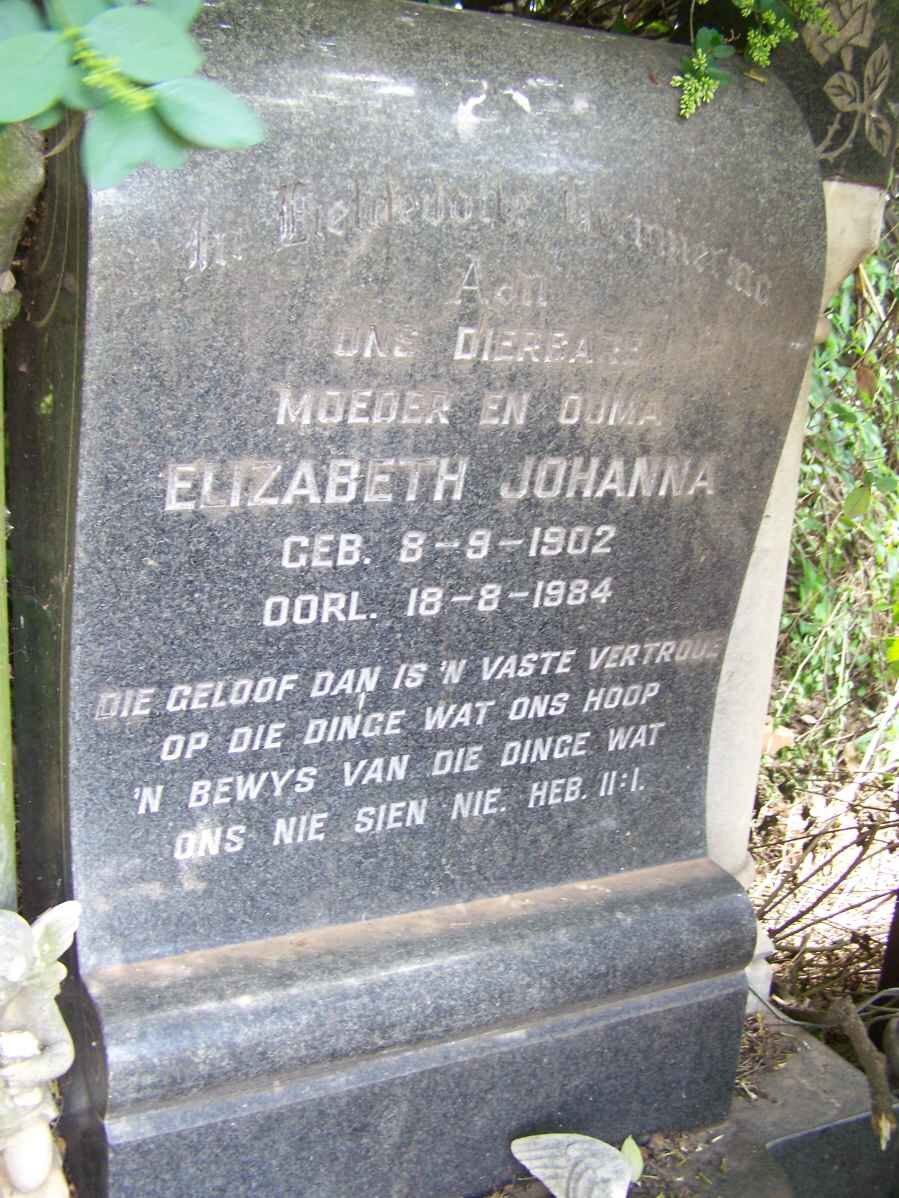 In Liefdevolle Herinnering
Aan
ONS DIERBARE
MOEDER EN OUMA
ELIZABETH JOHANNA
GEB. 8-9-1902
OORL. 18-8-1984
DIE GELOOF DAN IS 'N VASTE VERTROUE
OP DIE DINGE WAT ONS HOOP
'N BEWYS VAN DIE DINGE WAT
ONS NIE SIEN NIE. HEB. 11:1.